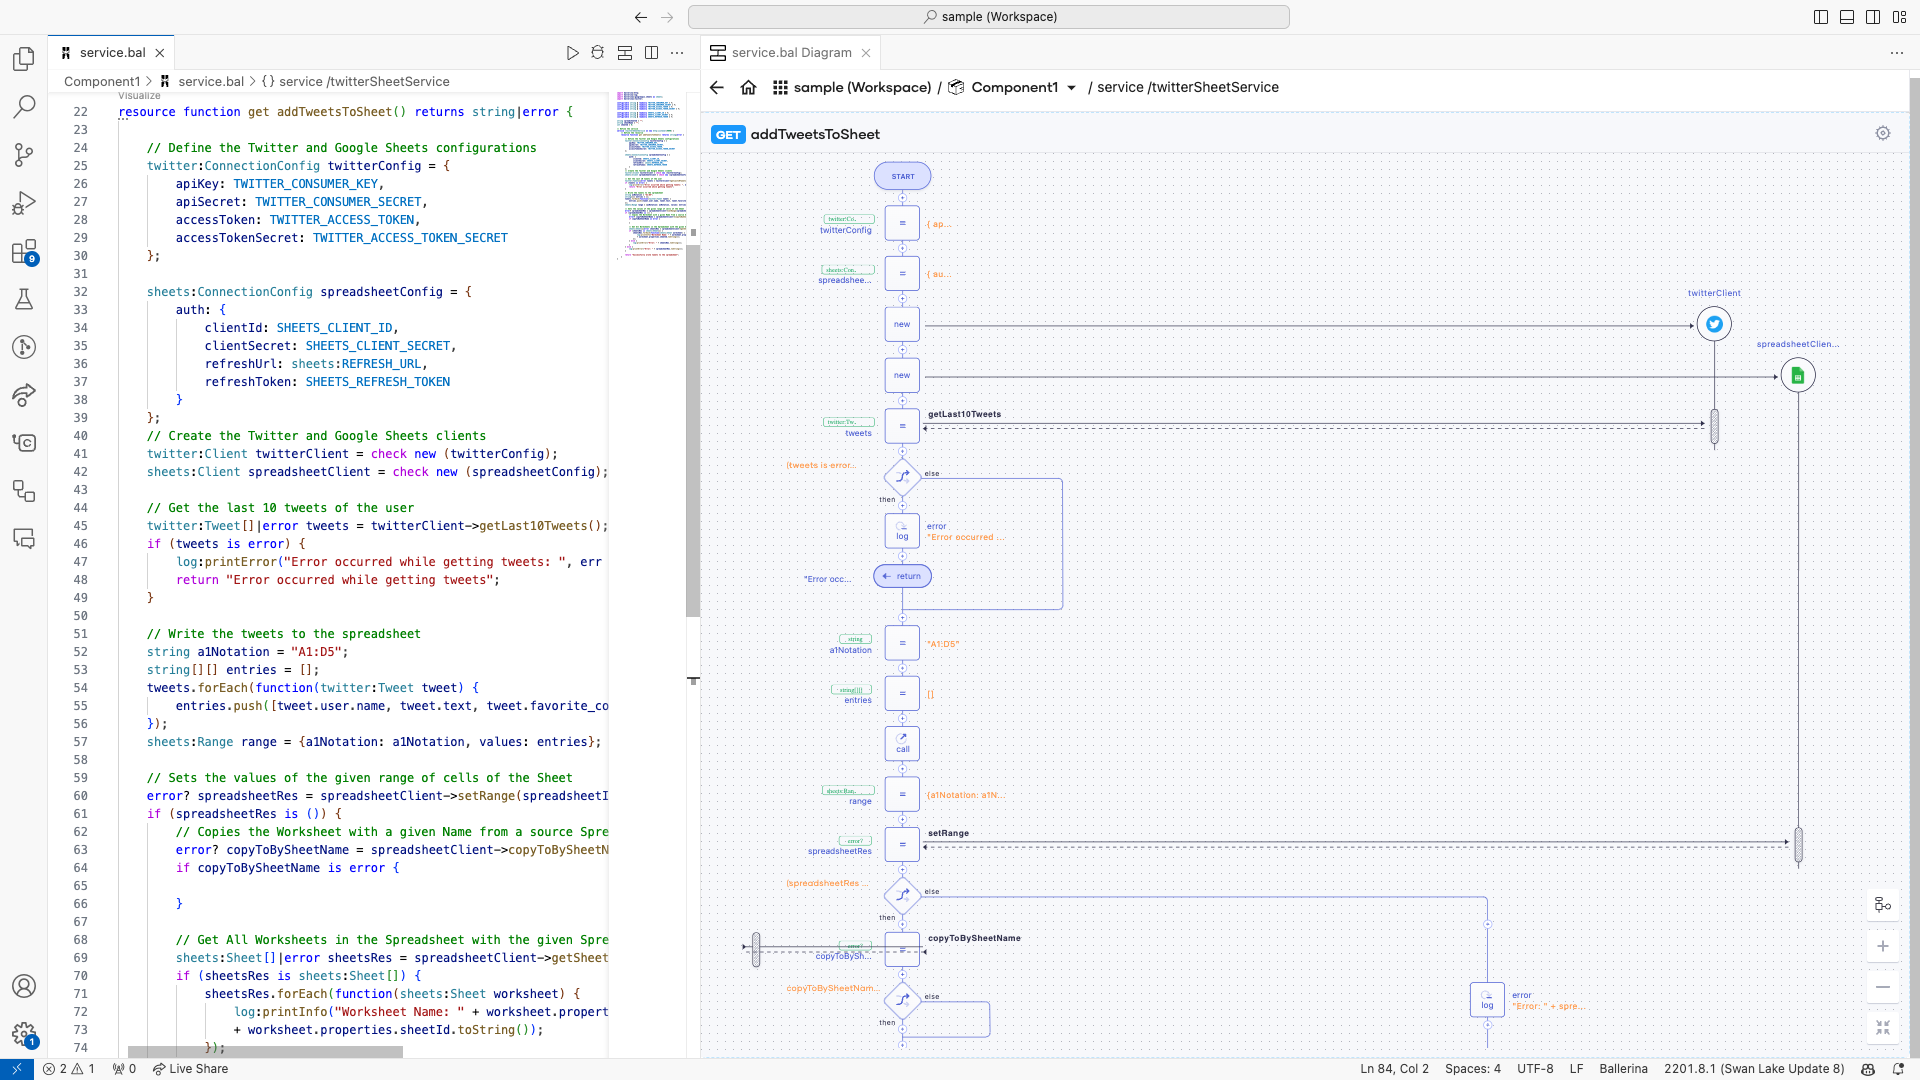 sample (Workspace)
service.bal
Component1 > service.bal > {} service /twitterSheetService
Visualize
22 resource function get addTweetsToSheet() returns string|error {
23
24 // Define the Twitter and Google Sheets configurations
25 twitter:ConnectionConfig twitterConfig = {
26 apiKey: TWITTER_CONSUMER_KEY,
27 apiSecret: TWITTER_CONSUMER_SECRET,
28 accessToken: TWITTER_ACCESS_TOKEN,
29 accessTokenSecret: TWITTER_ACCESS_TOKEN_SECRET
30 };
31
32 sheets:ConnectionConfig spreadsheetConfig = {
33 auth: {
34 clientId: SHEETS_CLIENT_ID,
35 clientSecret: SHEETS_CLIENT_SECRET,
36 refreshUrl: sheets:REFRESH_URL,
37 refreshToken: SHEETS_REFRESH_TOKEN
38 }
39 };
40 // Create the Twitter and Google Sheets clients
41 twitter:Client twitterClient = check new (twitterConfig);
42 sheets:Client spreadsheetClient = check new (spreadsheetConfig);
43
44 // Get the last 10 tweets of the user
45 twitter:Tweet[]|error tweets = twitterClient->getLast10Tweets();
46 if (tweets is error) {
47 log:printError("Error occurred while getting tweets: ", err
48 return "Error occurred while getting tweets";
49 }
50
51 // Write the tweets to the spreadsheet
52 string a1Notation = "A1:D5";
53 string[][] entries = [];
54 tweets.forEach(function(twitter:Tweet tweet) {
55 entries.push([tweet.user.name, tweet.text, tweet.favorite_co
56 });
57 sheets:Range range = {a1Notation: a1Notation, values: entries};
58
59 // Sets the values of the given range of cells of the Sheet
60 error? spreadsheetRes = spreadsheetClient->setRange(spreadsheetI
61 if (spreadsheetRes is ()) {
62 // Copies the Worksheet with a given Name from a source Spre
63 error? copyToBySheetName = spreadsheetClient->copyToBySheetN
64 if copyToBySheetName is error {
65
66 }
67
68 // Get All Worksheets in the Spreadsheet with the given Spre
69 sheets:Sheet[]|error sheetsRes = spreadsheetClient->getSheet
70 if (sheetsRes is sheets:Sheet[]) {
71 sheetsRes.forEach(function(sheets:Sheet worksheet) {
72 log:printInfo("Worksheet Name: " + worksheet.propert
73 + worksheet.properties.sheetId.toString());
74 });
9
1
service.bal Diagram
sample (Workspace) / Component1 / service /twitterSheetService
GET addTweetsToSheet
START
twitter:Co..
twitterConfig
= { ap...
sheets:Con..
spreadshee...
= { au...
twitterClient
new
spreadsheetClien...
new
getLast10Tweets
twitter:Tw..
tweets
=
(tweets is error...
else
then
log
error
"Error occurred ...
"Error occ...
return
string
a1Notation
= "A1:D5"
string[][]
entries
= []
call
sheets:Ran..
range
= {a1Notation: a1N...
setRange
error?
spreadsheetRes
=
(spreadsheetRes ...
else
then
copyToBySheetName
error?
copyToBySh...
=
copyToBySheetNam...
else
then
log
error
"Error: " + spre...
2 1 0 Live Share
Ln 84, Col 2 Spaces: 4 UTF-8 LF Ballerina 2201.8.1 (Swan Lake Update 8)